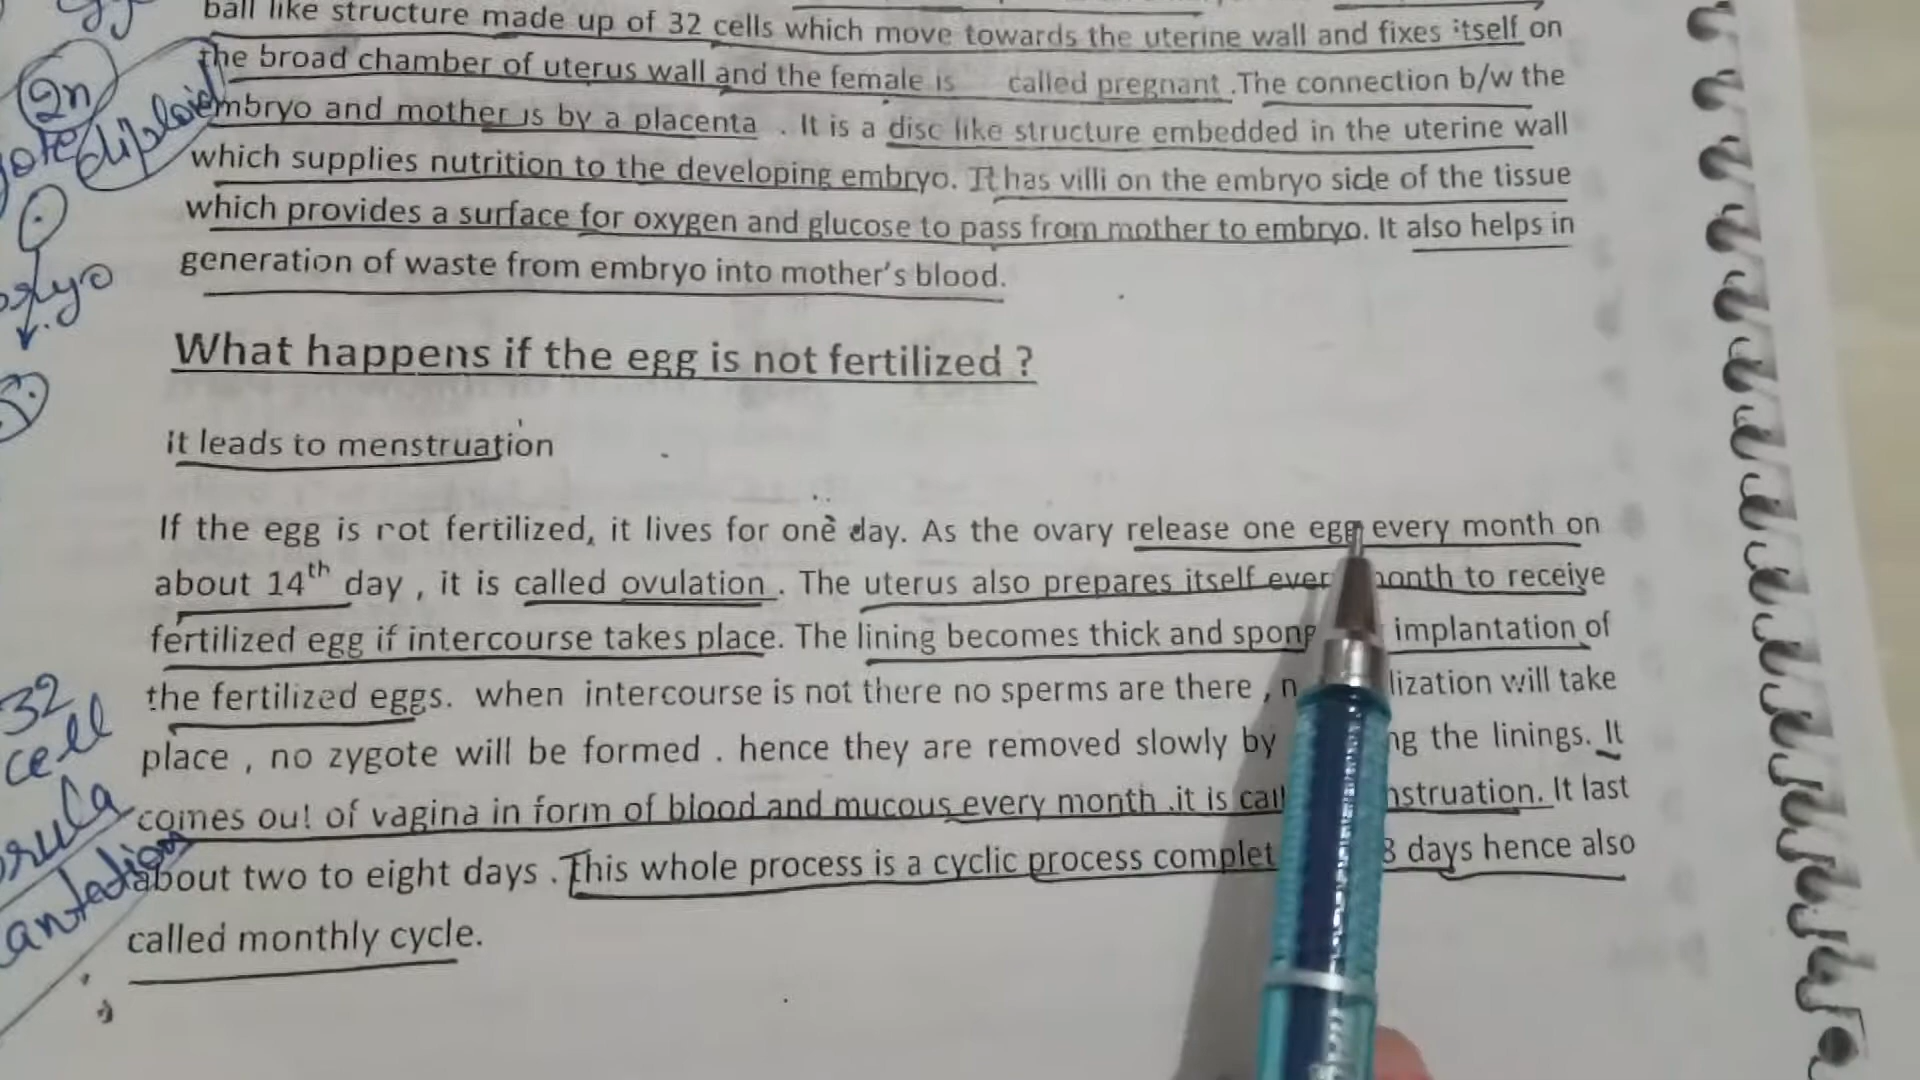 ball like structure made up of 32 cells which move towards the uterine wall and fixes itself on
the broad chamber of uterus wall and the female is called pregnant .The connection b/w the
embryo and mother is by a placenta . It is a disc like structure embedded in the uterine wall
which supplies nutrition to the developing embryo. It has villi on the embryo side of the tissue
which provides a surface for oxygen and glucose to pass from mother to embryo. It also helps in
generation of waste from embryo into mother's blood.
2n
diploid
What happens if the egg is not fertilized ?
it leads to menstruation
If the egg is not fertilized, it lives for one day. As the ovary release one egg every month on
about 14th day , it is called ovulation . The uterus also prepares itself every month to receive
fertilized egg if intercourse takes place. The lining becomes thick and spong implantation of
the fertilized eggs. when intercourse is not there no sperms are there , n lization will take
place , no zygote will be formed . hence they are removed slowly by ng the linings. It
comes out of vagina in form of blood and mucous every month .it is cal nstruation. It last
about two to eight days . This whole process is a cyclic process complet 8 days hence also
called monthly cycle.
32
cell